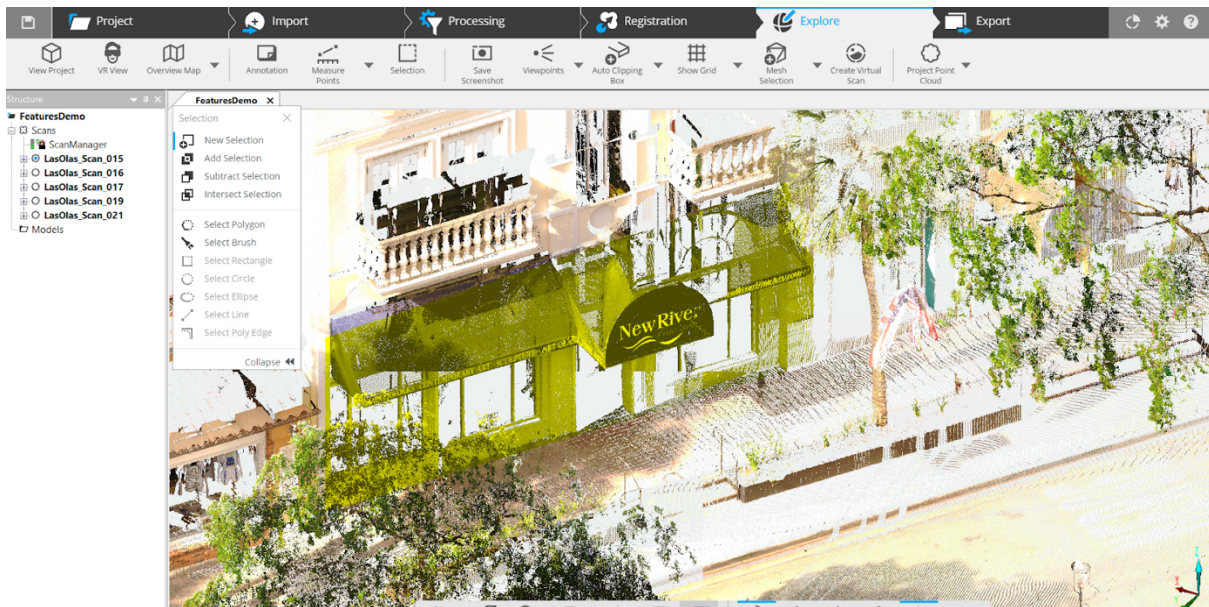 Project
Import
Processing
Registration
Explore
Export
View Project
VR View
Overview Map
Annotation
Measure Points
Selection
Save Screenshot
Viewpoints
Auto Clipping Box
Show Grid
Mesh Selection
Create Virtual Scan
Project Point Cloud
Structure
FeaturesDemo
FeaturesDemo
Scans
ScanManager
LasOlas_Scan_015
LasOlas_Scan_016
LasOlas_Scan_017
LasOlas_Scan_019
LasOlas_Scan_021
Models
Selection
New Selection
Add Selection
Subtract Selection
Intersect Selection
Select Polygon
Select Brush
Select Rectangle
Select Circle
Select Ellipse
Select Line
Select Poly Edge
Collapse
New River